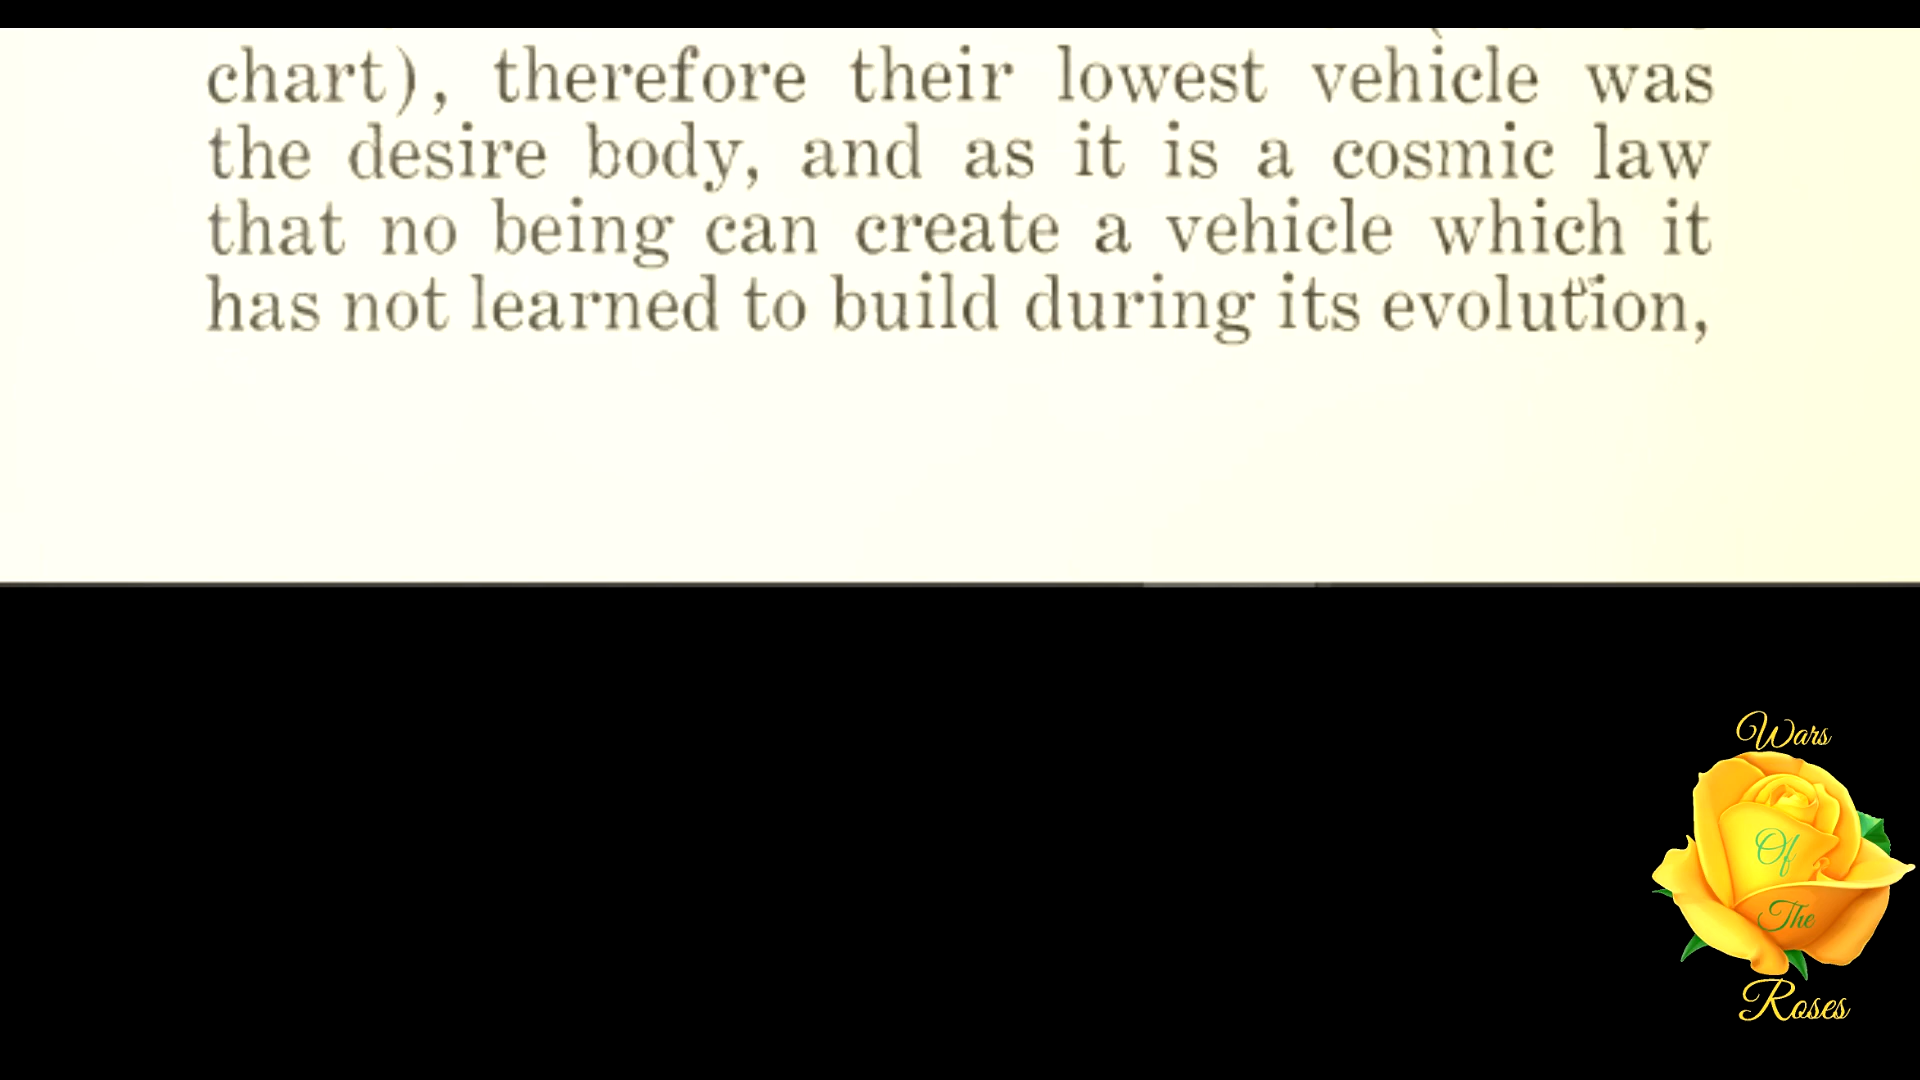 chart), therefore their lowest vehicle was
the desire body, and as it is a cosmic law
that no being can create a vehicle which it
has not learned to build during its evolution,
Wars
Of
The
Roses